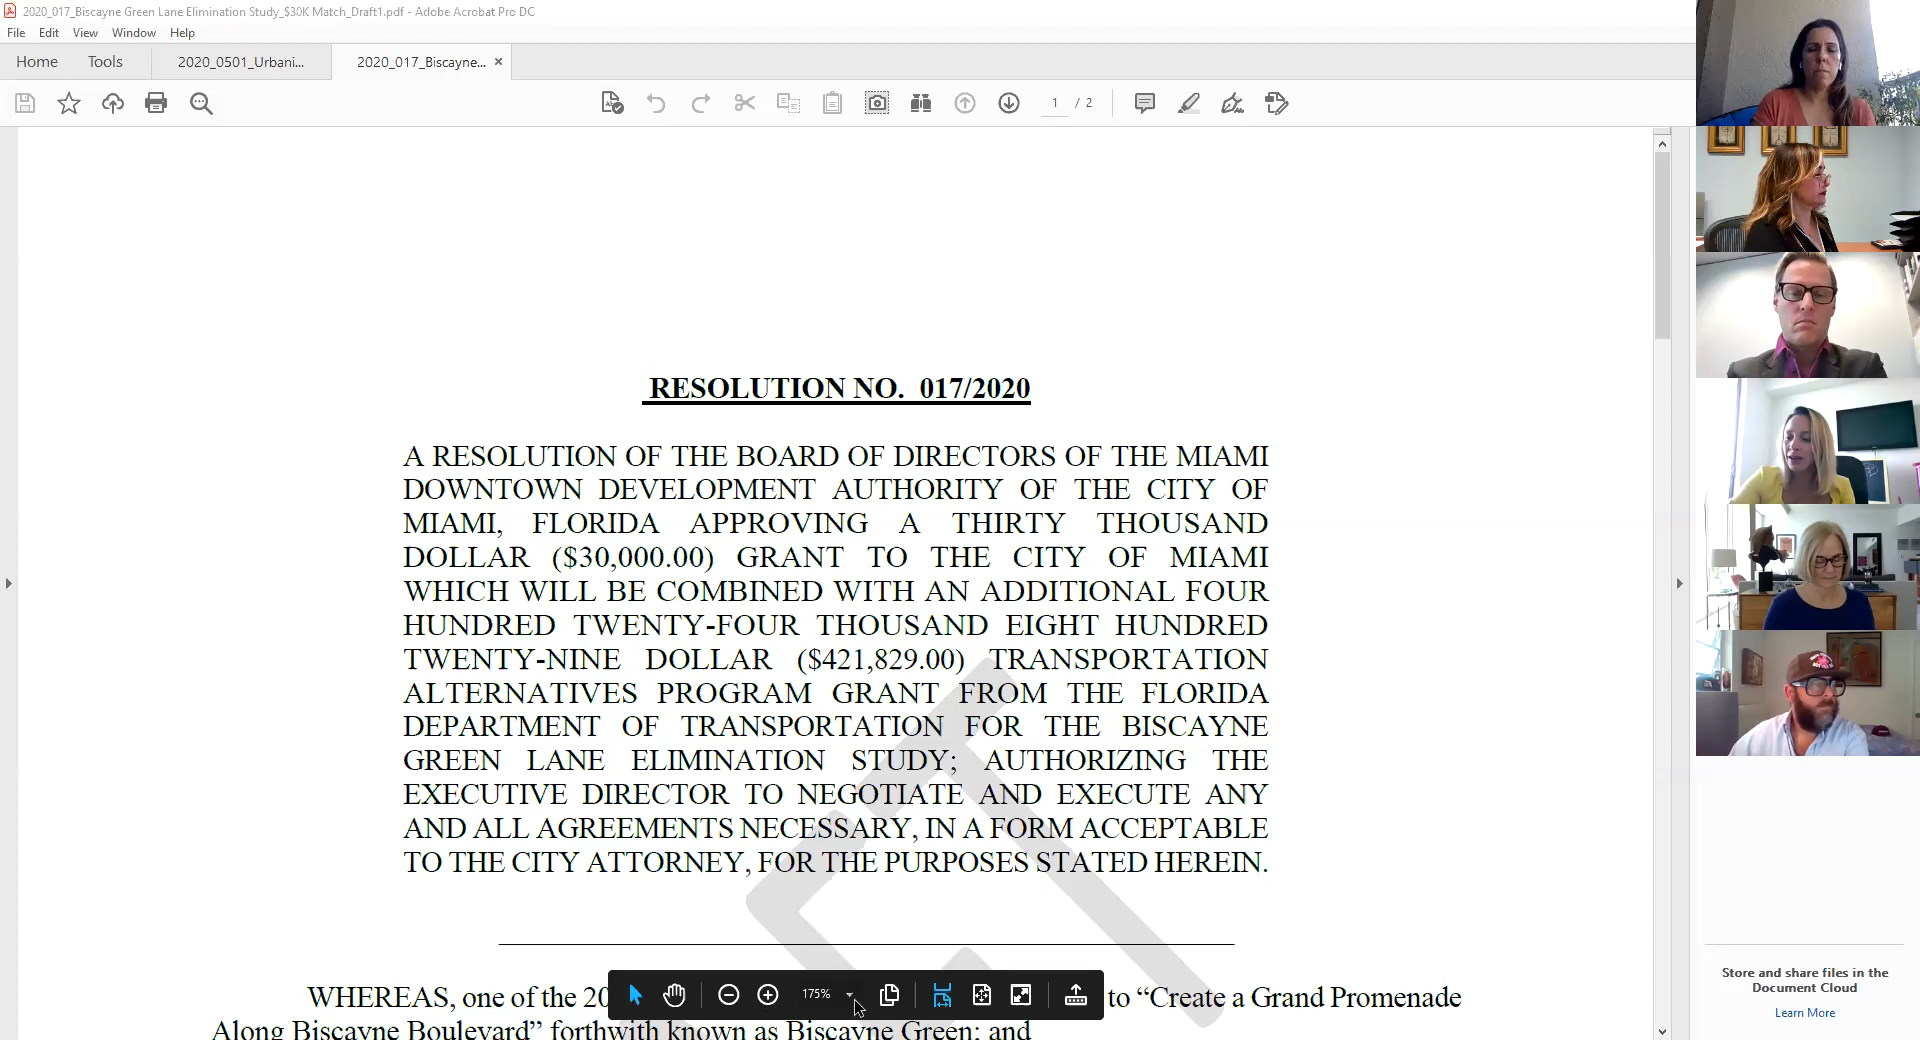 2020_017_Biscayne Green Lane Elimination Study_$30K Match_Draft1.pdf - Adobe Acrobat Pro DC
File Edit View Window Help
Home Tools 2020_0501_Urbani... 2020_017_Biscayne... ×
1 / 2
RESOLUTION NO. 017/2020
A RESOLUTION OF THE BOARD OF DIRECTORS OF THE MIAMI
DOWNTOWN DEVELOPMENT AUTHORITY OF THE CITY OF
MIAMI, FLORIDA APPROVING A THIRTY THOUSAND
DOLLAR ($30,000.00) GRANT TO THE CITY OF MIAMI
WHICH WILL BE COMBINED WITH AN ADDITIONAL FOUR
HUNDRED TWENTY-FOUR THOUSAND EIGHT HUNDRED
TWENTY-NINE DOLLAR ($421,829.00) TRANSPORTATION
ALTERNATIVES PROGRAM GRANT FROM THE FLORIDA
DEPARTMENT OF TRANSPORTATION FOR THE BISCAYNE
GREEN LANE ELIMINATION STUDY; AUTHORIZING THE
EXECUTIVE DIRECTOR TO NEGOTIATE AND EXECUTE ANY
AND ALL AGREEMENTS NECESSARY, IN A FORM ACCEPTABLE
TO THE CITY ATTORNEY, FOR THE PURPOSES STATED HEREIN.
WHEREAS, one of the 20 to “Create a Grand Promenade
Along Biscayne Boulevard” forthwith known as Biscayne Green; and
175%
Store and share files in the
Document Cloud
Learn More